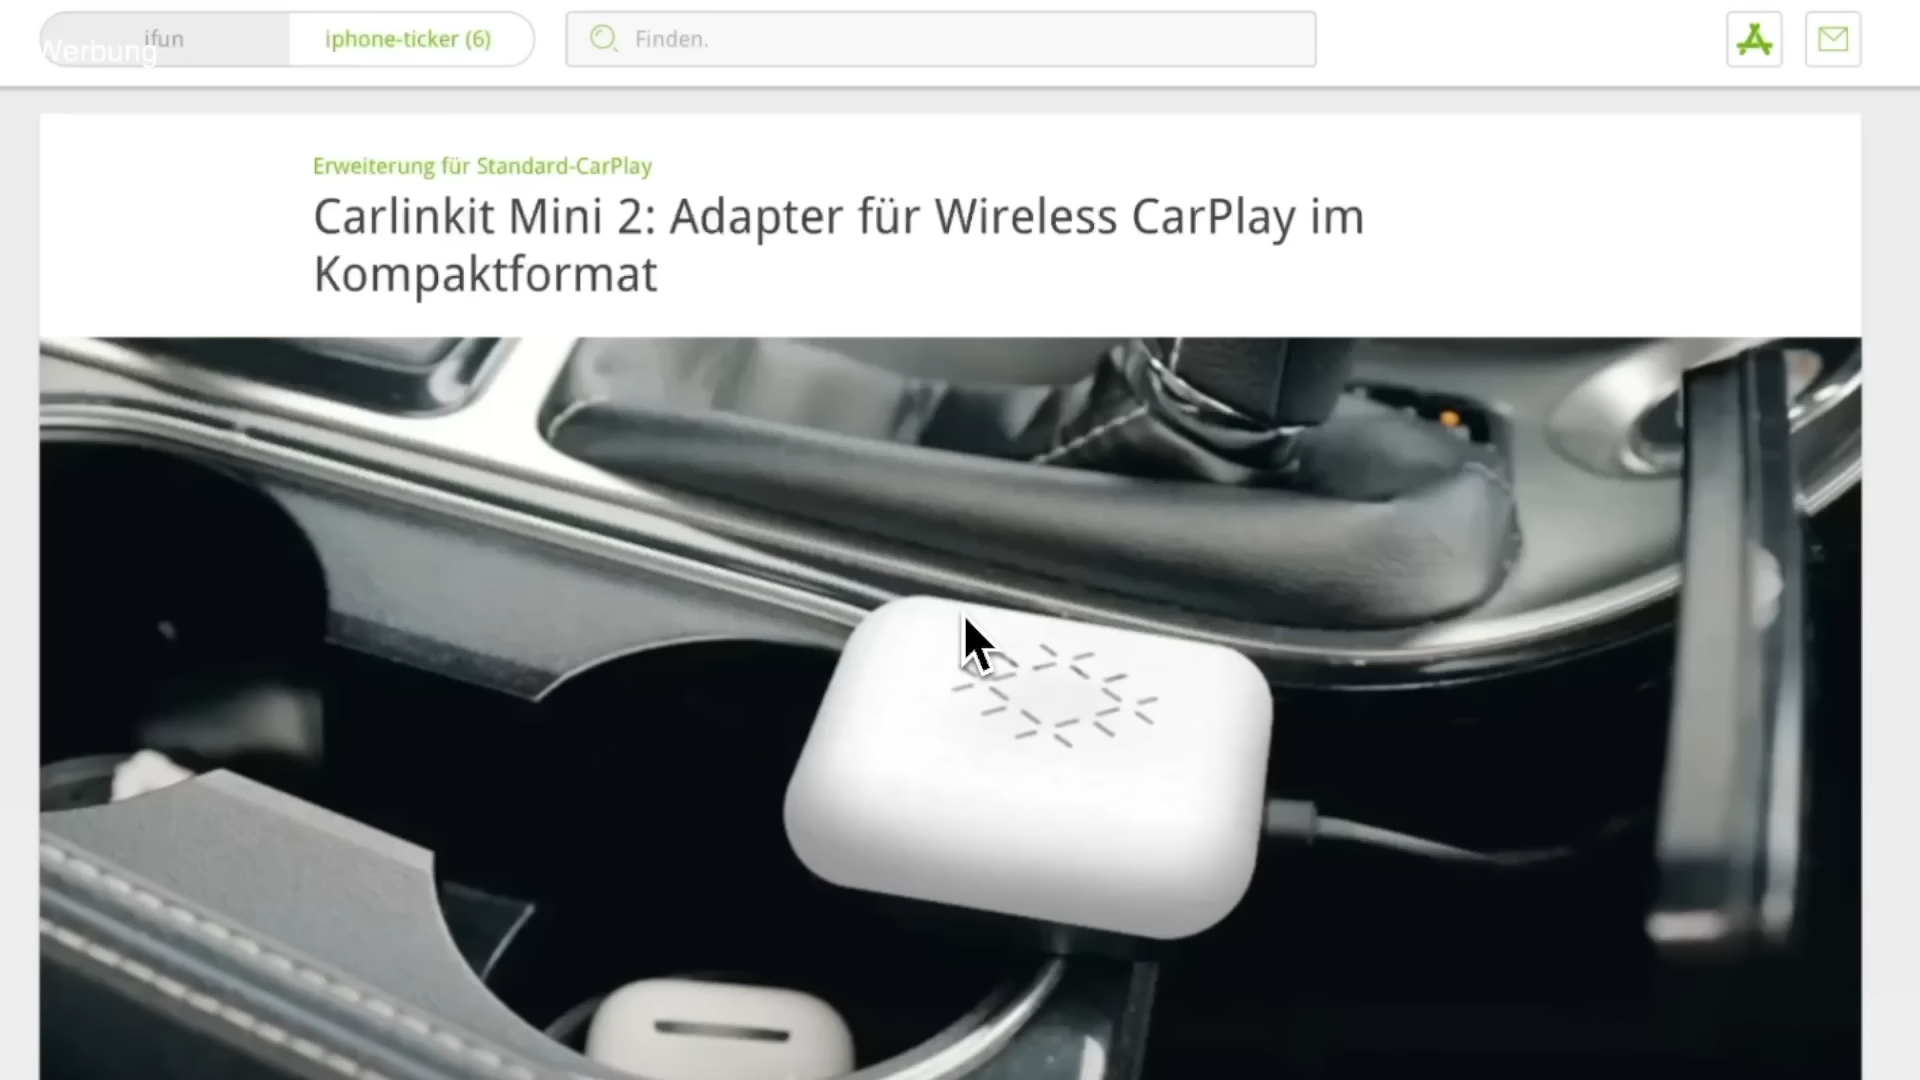 Werbung
ifun
iphone-ticker (6)
Finden.
Erweiterung für Standard-CarPlay
Carlinkit Mini 2: Adapter für Wireless CarPlay im
Kompaktformat